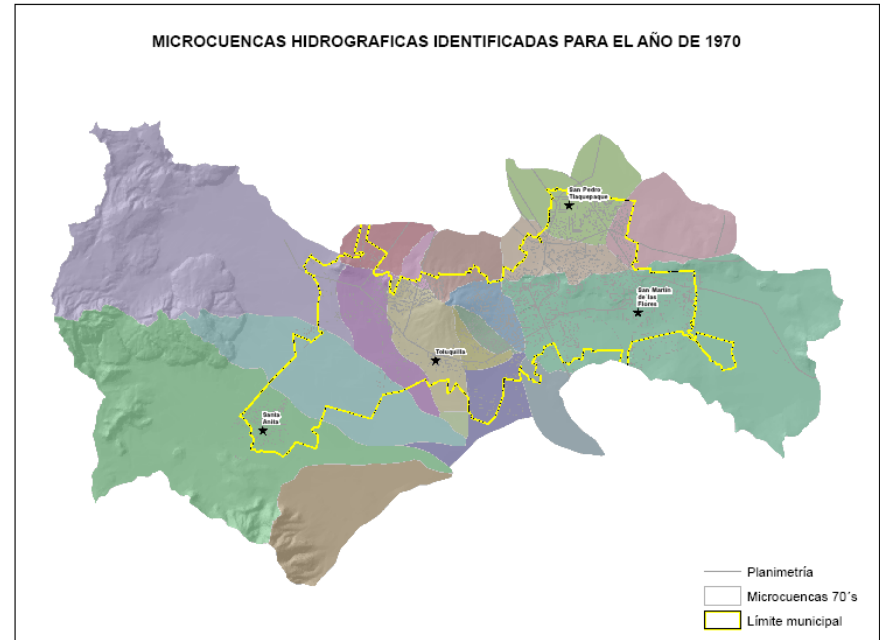 MICROCUENCAS HIDROGRAFICAS IDENTIFICADAS PARA EL AÑO DE 1970
San Pedro
Tlaquepaque
San Martín
de las
Flores
Toluquilla
Santa
Anita
Planimetría
Microcuencas 70´s
Límite municipal